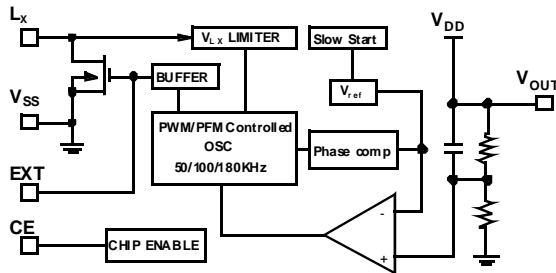 LX
VLX LIMITER
Slow Start
VDD
BUFFER
Vref
VOUT
VSS
PWM/PFM Controlled
OSC
50/100/180KHz
Phase comp
EXT
-
+
CE
CHIP ENABLE